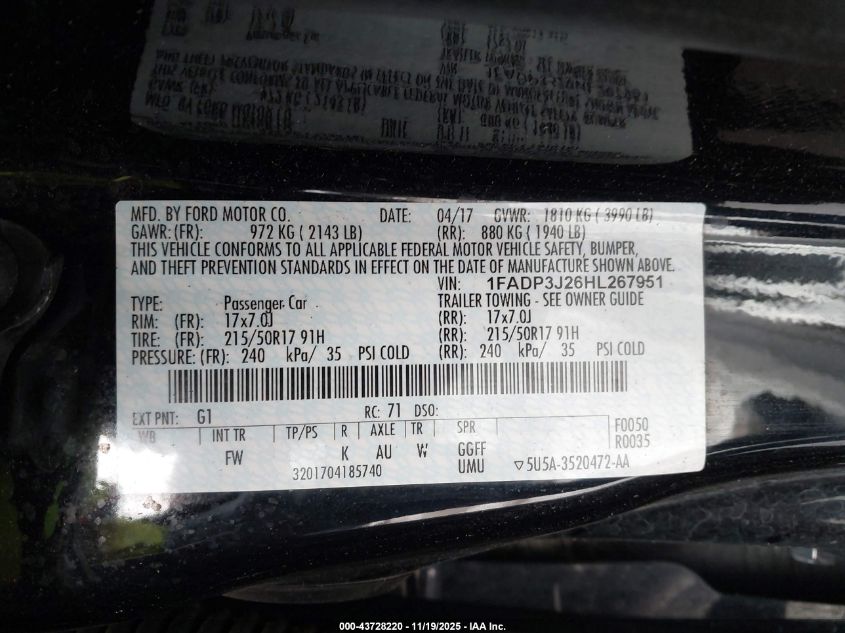 MFD. BY FORD MOTOR CO. DATE: 04/17 GVWR: 1810 KG ( 3990 LB)
GAWR: (FR): 972 KG ( 2143 LB) (RR): 880 KG ( 1940 LB)
THIS VEHICLE CONFORMS TO ALL APPLICABLE FEDERAL MOTOR VEHICLE SAFETY, BUMPER,
AND THEFT PREVENTION STANDARDS IN EFFECT ON THE DATE OF MANUFACTURE SHOWN ABOVE.
VIN: 1FADP3J26HL267951
TYPE: Passenger Car TRAILER TOWING - SEE OWNER GUIDE
RIM: (FR): 17x7.0J (RR): 17x7.0J
TIRE: (FR): 215/50R17 91H (RR): 215/50R17 91H
PRESSURE: (FR): 240 kPa/ 35 PSI COLD (RR): 240 kPa/ 35 PSI COLD
EXT PNT: G1 RC: 71 DSO:
WB INT TR TP/PS R AXLE TR SPR F0050
R0035
FW K AU W GGFF
3201704185740 UMU ▽5U5A-3520472-AA
000-43728220 - 11/19/2025 - IAA Inc.